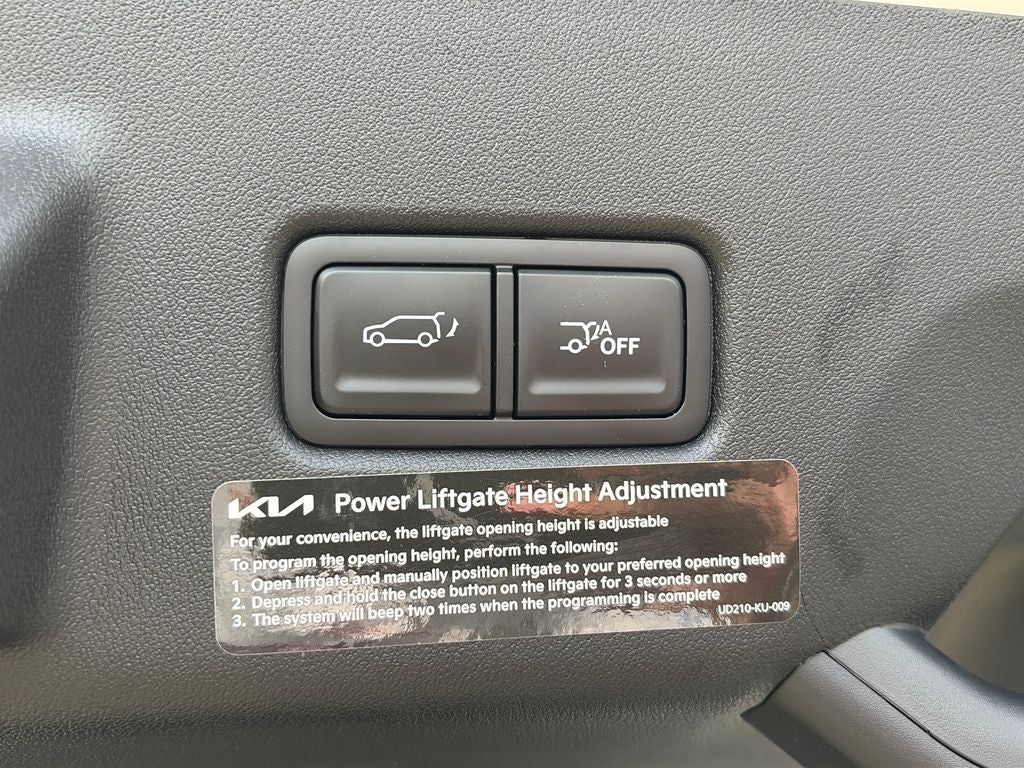 A
OFF
KIA Power Liftgate Height Adjustment
For your convenience, the liftgate opening height is adjustable
To program the opening height, perform the following:
1. Open liftgate and manually position liftgate to your preferred opening height
2. Depress and hold the close button on the liftgate for 3 seconds or more
3. The system will beep two times when the programming is complete
UD210-KU-009